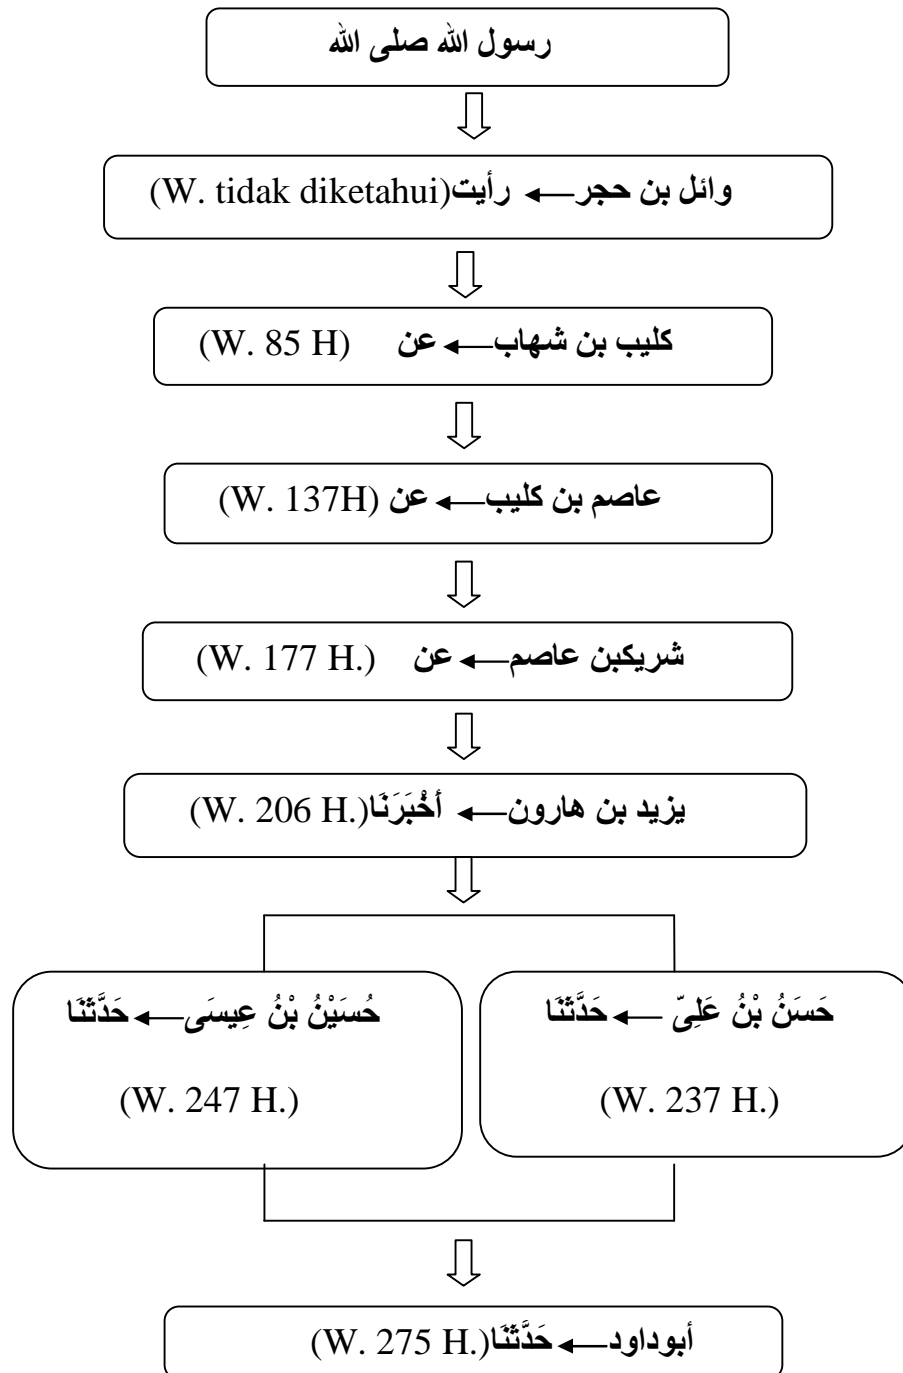 رسول الله صلى الله
وائل بن حجر ← رأيت (W. tidak diketahui)
كليب بن شهاب ← عن (W. 85 H)
عاصم بن كليب ← عن (W. 137H)
شريكبن عاصم ← عن (W. 177 H.)
يزيد بن هارون ← أَخْبَرَنَا (W. 206 H.)
حَسَنُ بْنُ عَلِىّ ← حَدَّثَنَا
(W. 237 H.)
حُسَيْنُ بْنُ عِيسَى ← حَدَّثَنَا
(W. 247 H.)
أبوداود ← حَدَّثَنَا (W. 275 H.)